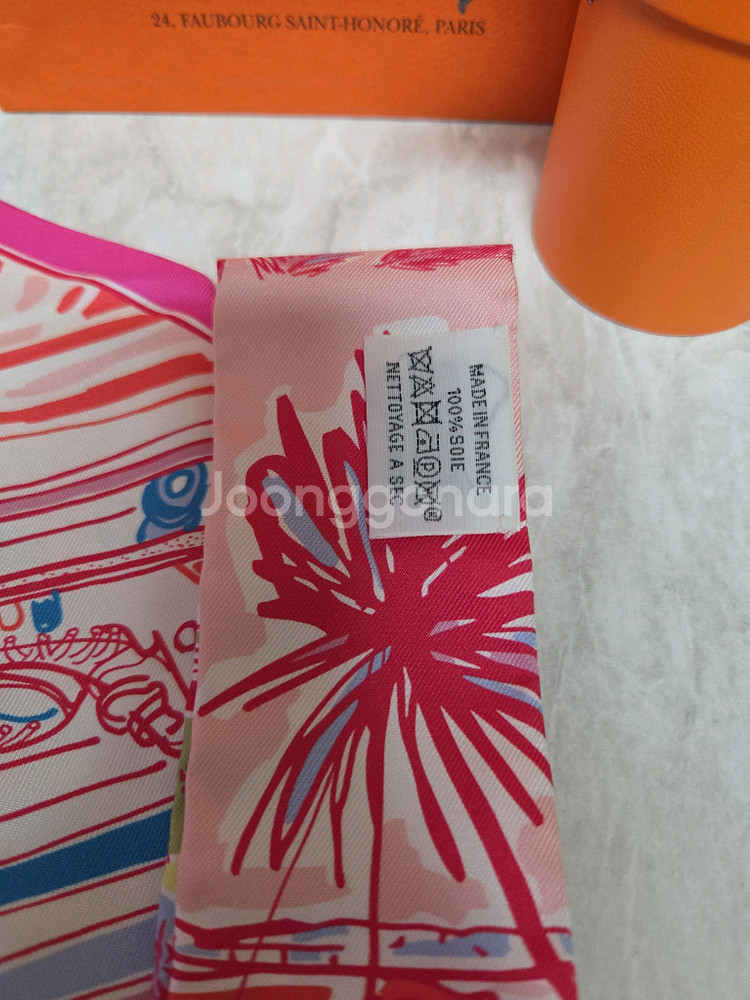 24, FAUBOURG SAINT-HONORÉ, PARIS
MADE IN FRANCE
100% SOIE
NETTOYAGE A SEC
Joonggonara